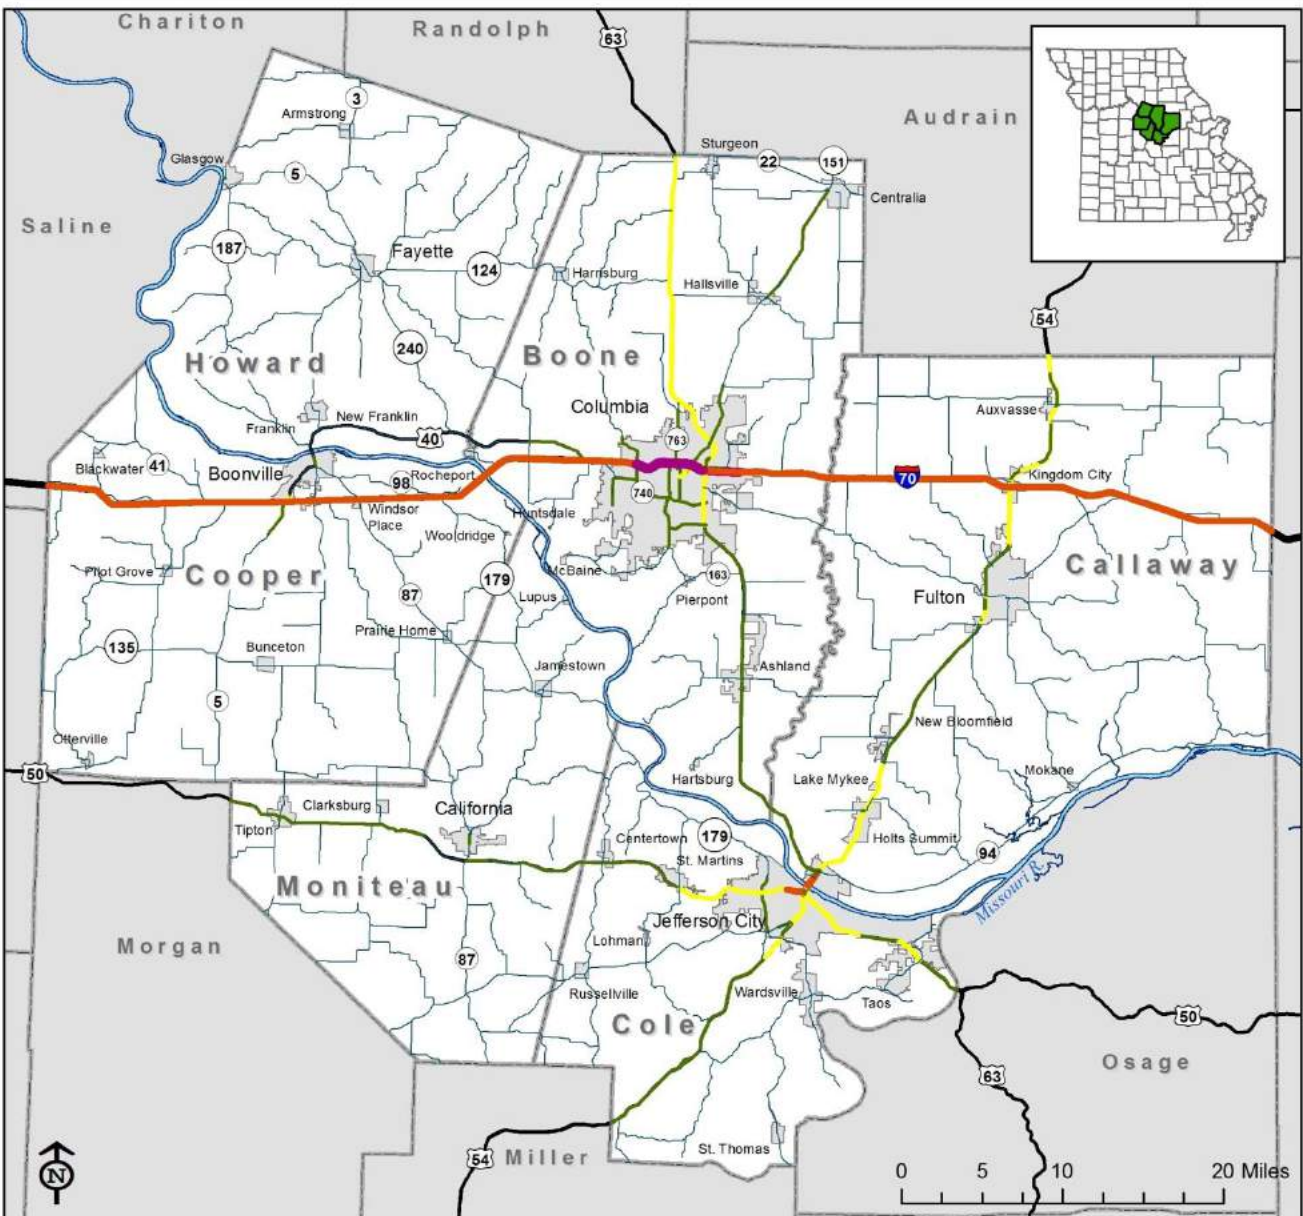 Chariton
Randolph
63
Audrain
3
Armstrong
Sturgeon
22
151
Glasgow
5
Centralia
Saline
187
Fayette
124
Harrisburg
Hallsville
54
240
Howard
Boone
Columbia
Auxvasse
New Franklin
Franklin
40
763
Blackwater
41
Boonville
98
Rocheport
70
Kingdom City
740
Windsor
Place
Huntsdale
Wooldridge
Pilot Grove
Cooper
179
McBaine
163
Callaway
87
Lupus
Pierpont
Fulton
135
Prairie Home
Bunceton
Jamestown
Ashland
5
New Bloomfield
Otterville
50
Hartsburg
Lake Mykee
Mokane
Clarksburg
California
Tipton
Centertown
179
Holts Summit
St. Martins
94
Moniteau
Missouri R.
Jefferson City
Morgan
Lohman
87
Russellville
Wardsville
Taos
Cole
50
Osage
63
St. Thomas
54
Miller
N
0 5 10 20 Miles